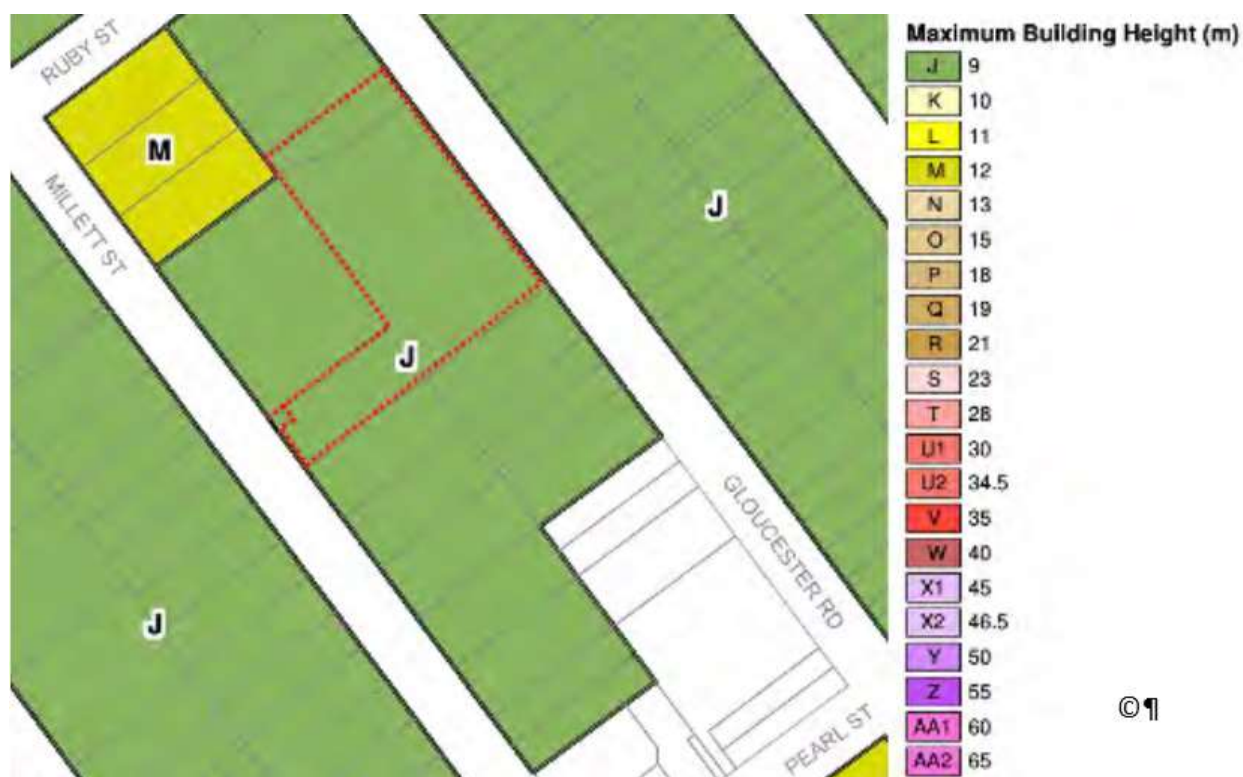 RUBY ST
M
MILLETT ST
J
J
J
GLOUCESTER RD
PEARL ST
Maximum Building Height (m)
J 9
K 10
L 11
M 12
N 13
O 15
P 18
Q 19
R 21
S 23
T 28
U1 30
U2 34.5
V 35
W 40
X1 45
X2 46.5
Y 50
Z 55
AA1 60
AA2 65
©¶